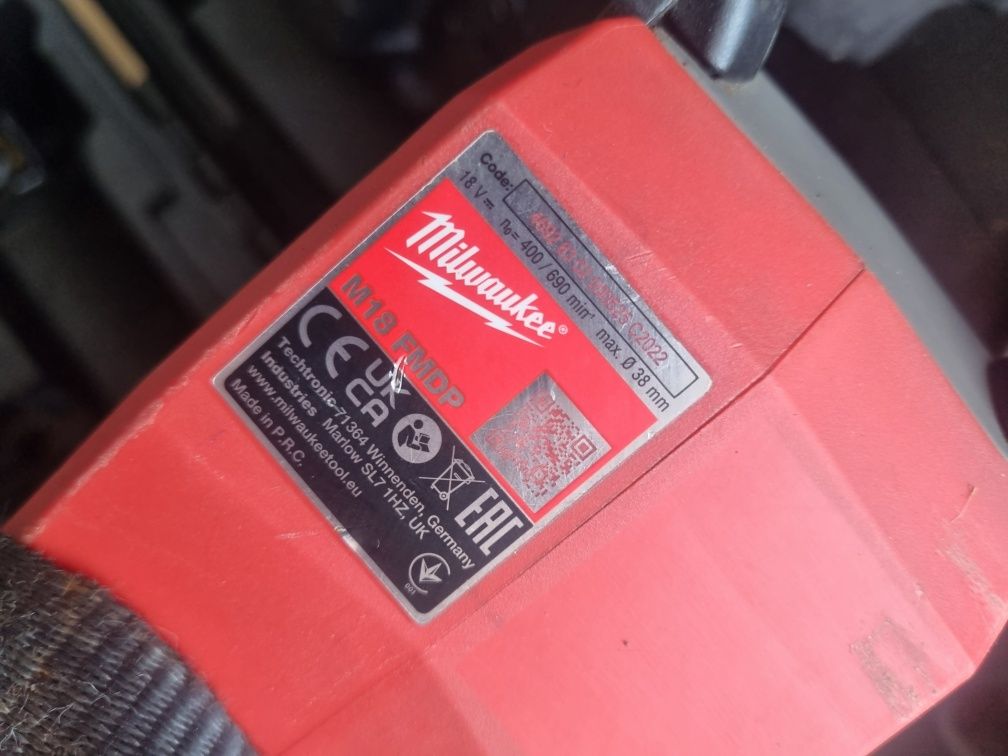 Code: C2022
18 V ⎓ n₀= 400 / 690 min⁻¹ max. Ø 38 mm
Milwaukee®
M18 FMDP
CE UK CA EAC
Techtronic 71364 Winnenden, Germany
Industries Marlow SL7 1HZ, UK
www.milwaukeetool.eu
Made in P.R.C.
001